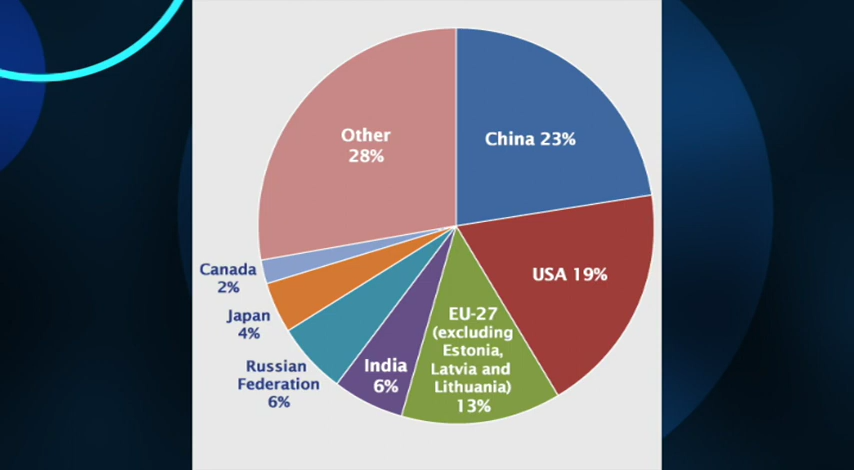 Other
28%
China 23%
USA 19%
EU-27
(excluding
Estonia,
Latvia and
Lithuania)
13%
India
6%
Russian
Federation
6%
Japan
4%
Canada
2%